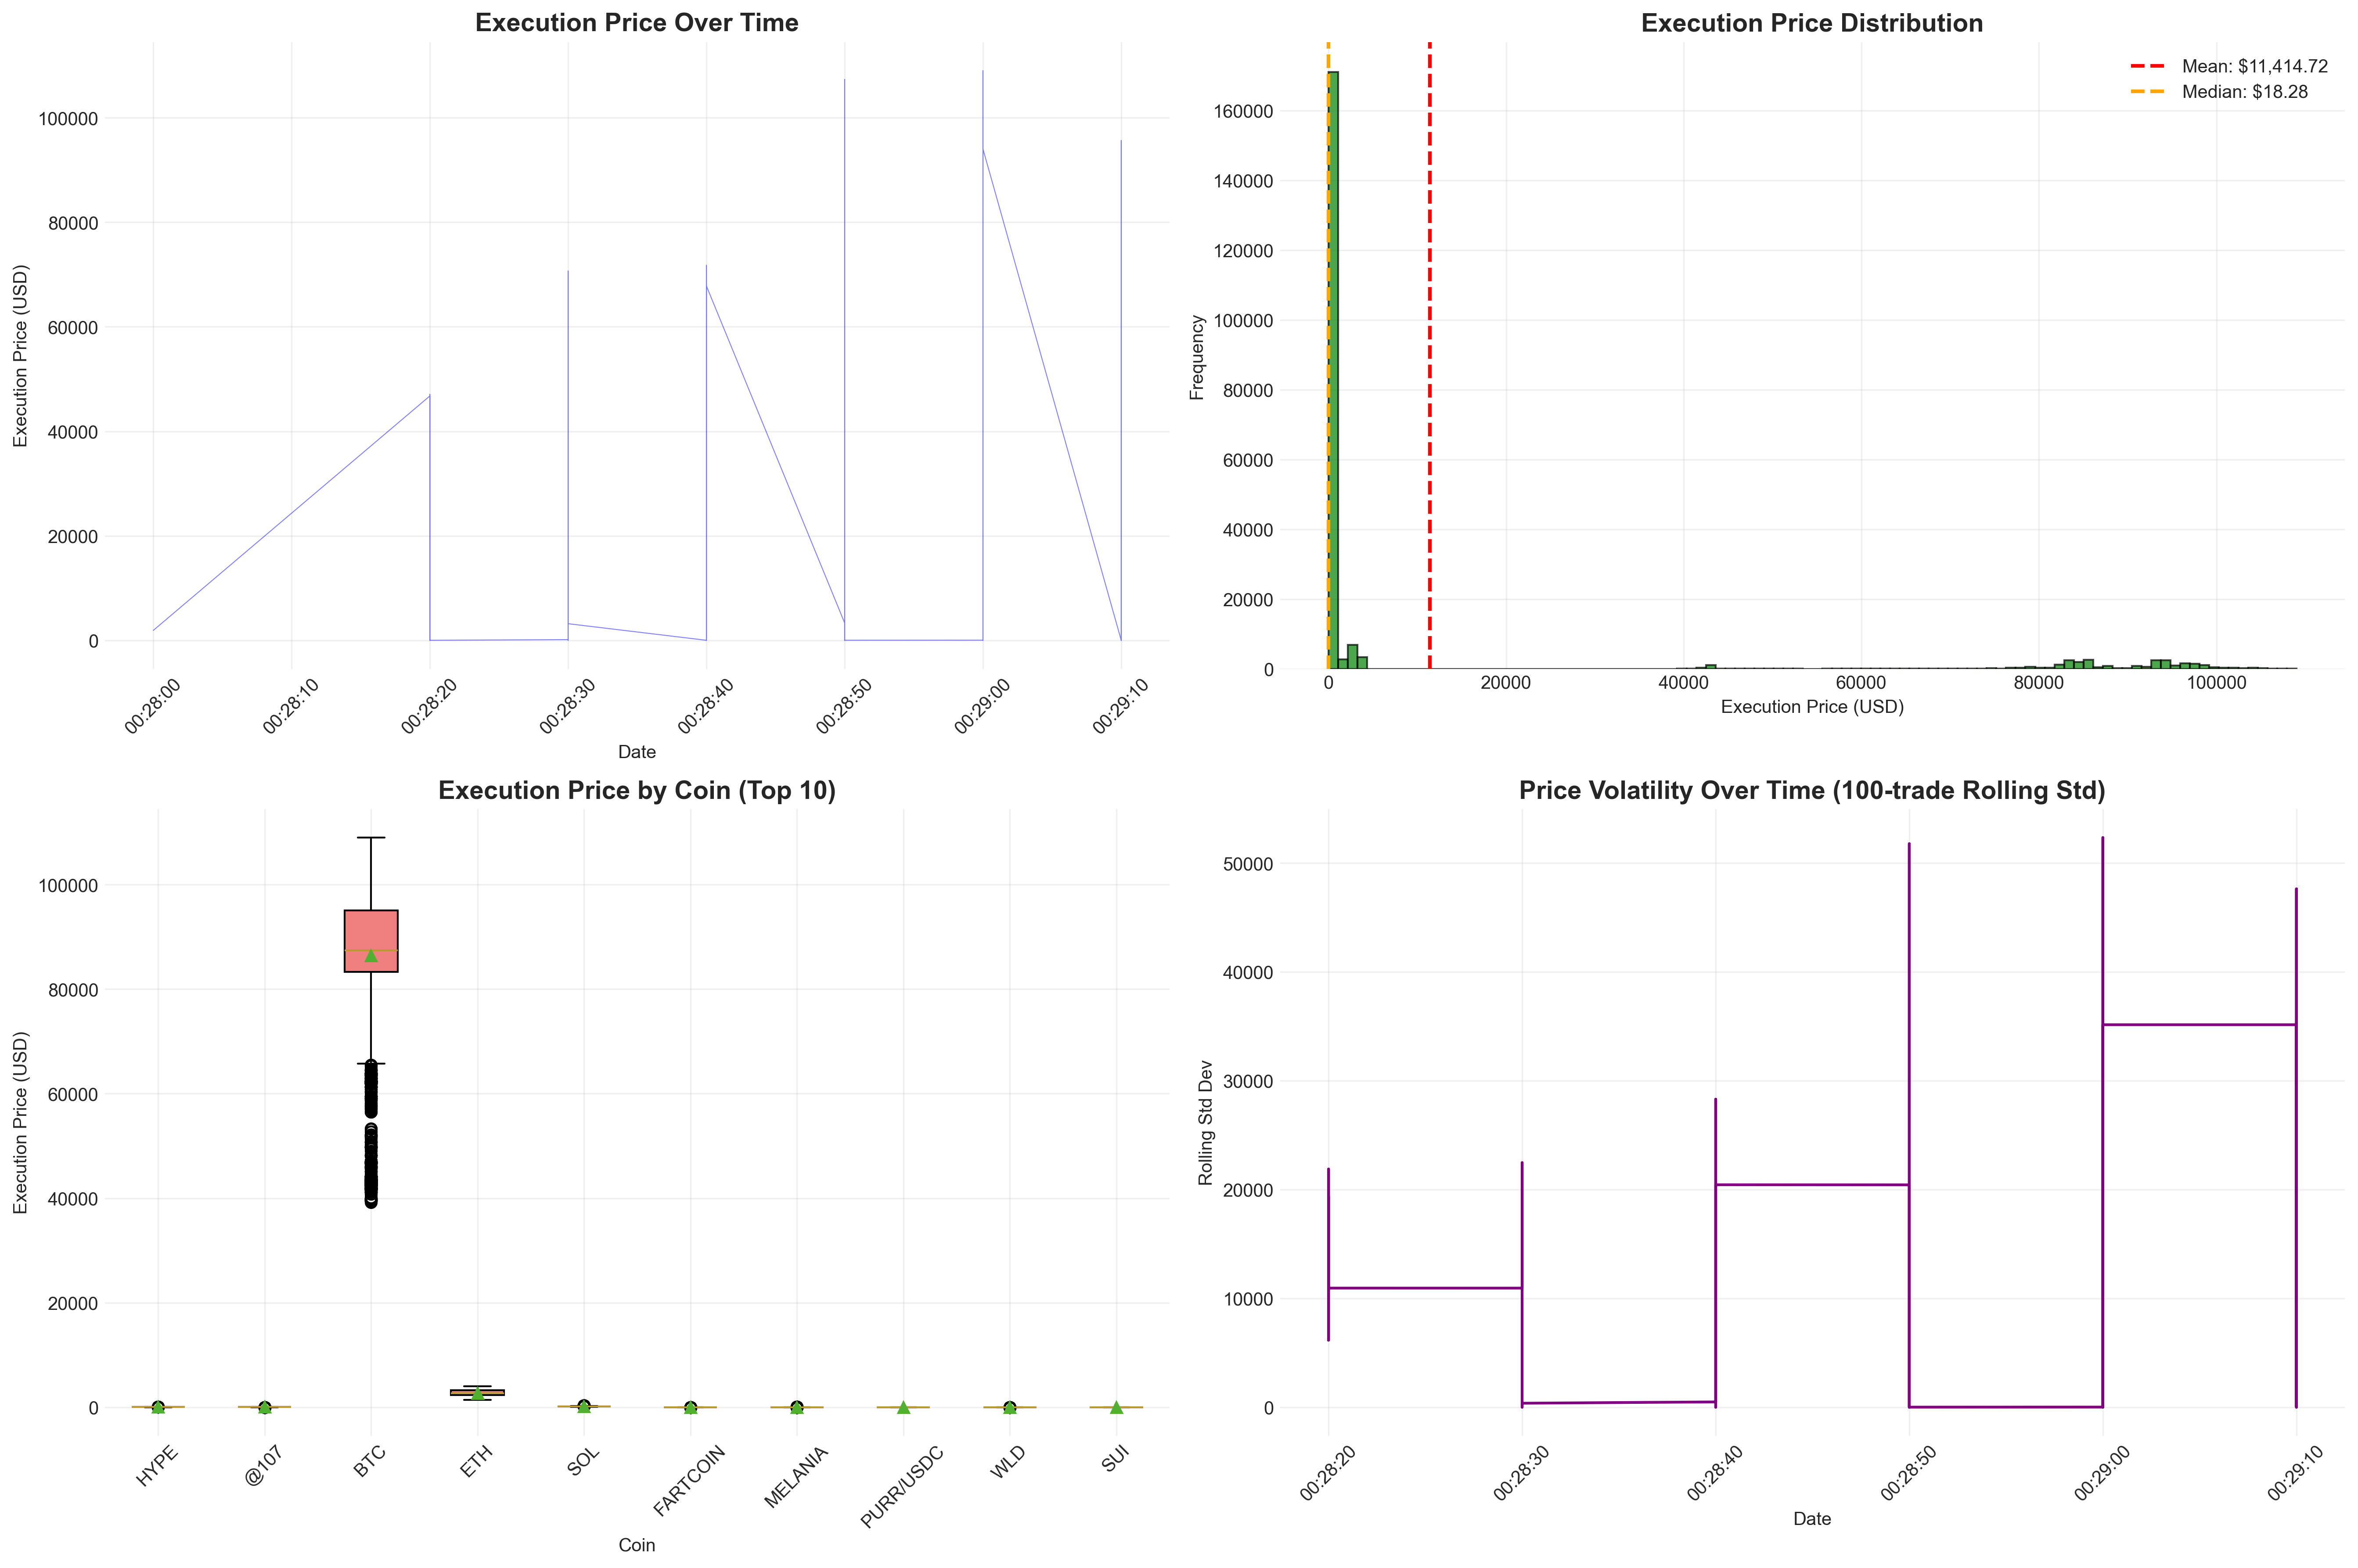 Execution Price Over Time
Execution Price (USD)
100000
80000
60000
40000
20000
0
00:28:00
00:28:10
00:28:20
00:28:30
00:28:40
00:28:50
00:29:00
00:29:10
Date
Execution Price Distribution
Mean: $11,414.72
Median: $18.28
Frequency
160000
140000
120000
100000
80000
60000
40000
20000
0
0
20000
40000
60000
80000
100000
Execution Price (USD)
Execution Price by Coin (Top 10)
Execution Price (USD)
100000
80000
60000
40000
20000
0
HYPE
@107
BTC
ETH
SOL
FARTCOIN
MELANIA
PURR/USDC
WLD
SUI
Coin
Price Volatility Over Time (100-trade Rolling Std)
Rolling Std Dev
50000
40000
30000
20000
10000
0
00:28:20
00:28:30
00:28:40
00:28:50
00:29:00
00:29:10
Date